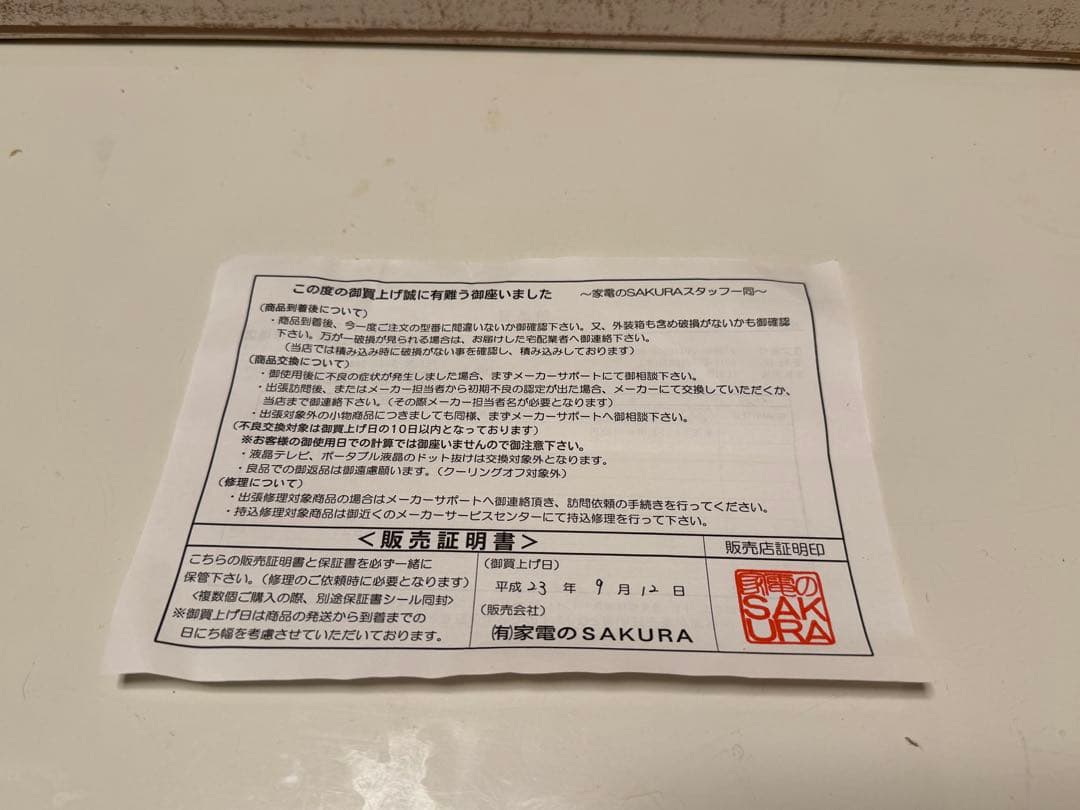 この度の御買上げ誠に有難う御座いました　～家電のSAKURAスタッフ一同～
（商品到着後について）
・商品到着後、今一度ご注文の型番に間違いないか御確認下さい。又、外装箱も含め破損がないかも御確認
下さい。万が一破損が見られる場合は、お届けした宅配業者へ御連絡下さい。
（当店では積み込み時に破損がない事を確認し、積み込みしております）
（商品交換について）
・御使用後に不良の症状が発生しました場合、まずメーカーサポートにて御相談下さい。
・出張訪問後、またはメーカー担当者から初期不良の認定が出た場合、メーカーにて交換していただくか、
当店まで御連絡下さい。（その際メーカー担当者名が必要となります）
・出張対象外の小物商品につきましても同様、まずメーカーサポートへ御相談下さい。
（不良交換対象は御買上げ日の10日以内となっております）
※お客様の御使用日での計算では御座いませんので御注意下さい。
・液晶テレビ、ポータブル液晶のドット抜けは交換対象外となります。
・良品での御返品は御遠慮願います。（クーリングオフ対象外）
（修理について）
・出張修理対象商品の場合はメーカーサポートへ御連絡頂き、訪問依頼の手続きを行ってください。
・持込修理対象商品は御近くのメーカーサービスセンターにて持込修理を行って下さい。
＜販売証明書＞
販売店証明印
こちらの販売証明書と保証書を必ず一緒に
保管下さい。（修理のご依頼時に必要となります）
<複数個ご購入の際、別途保証書シール同封>
※御買上げ日は商品の発送から到着までの
日にち幅を考慮させていただいております。
（御買上げ日）
平成 23 年 9 月 12 日
（販売会社）
㈲家電のSAKURA
家電の
SAK
URA